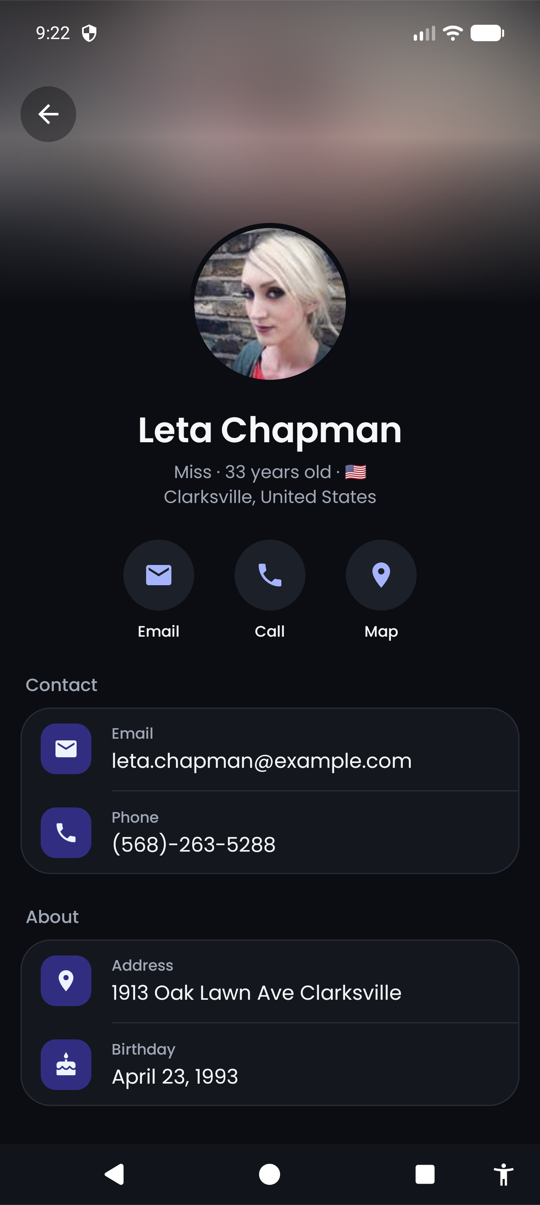 9:22
Leta Chapman
Miss · 33 years old · 🇺🇸
Clarksville, United States
Email
Call
Map
Contact
Email
leta.chapman@example.com
Phone
(568)-263-5288
About
Address
1913 Oak Lawn Ave Clarksville
Birthday
April 23, 1993